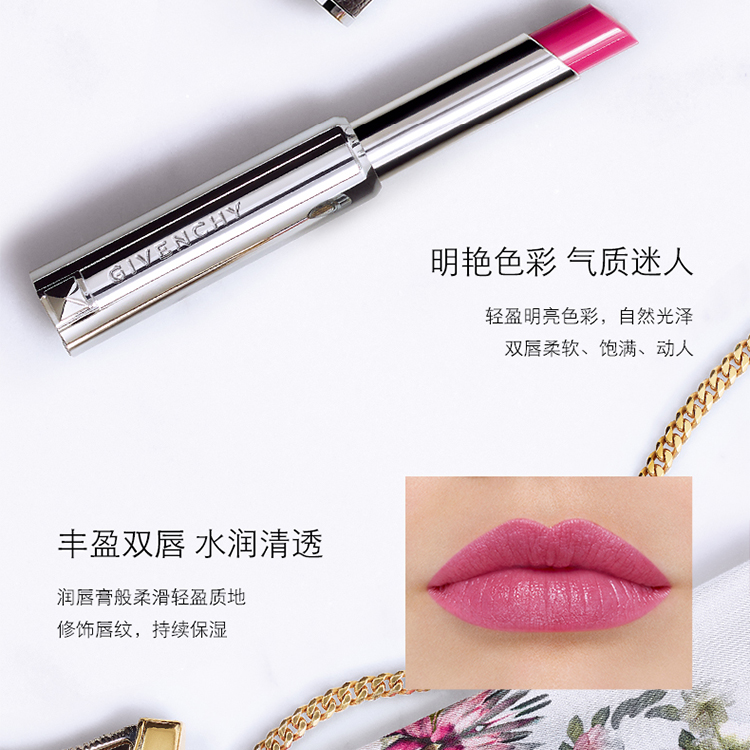 GIVENCHY
明艳色彩 气质迷人
轻盈明亮色彩，自然光泽
双唇柔软、饱满、动人
丰盈双唇 水润清透
润唇膏般柔滑轻盈质地
修饰唇纹，持续保湿